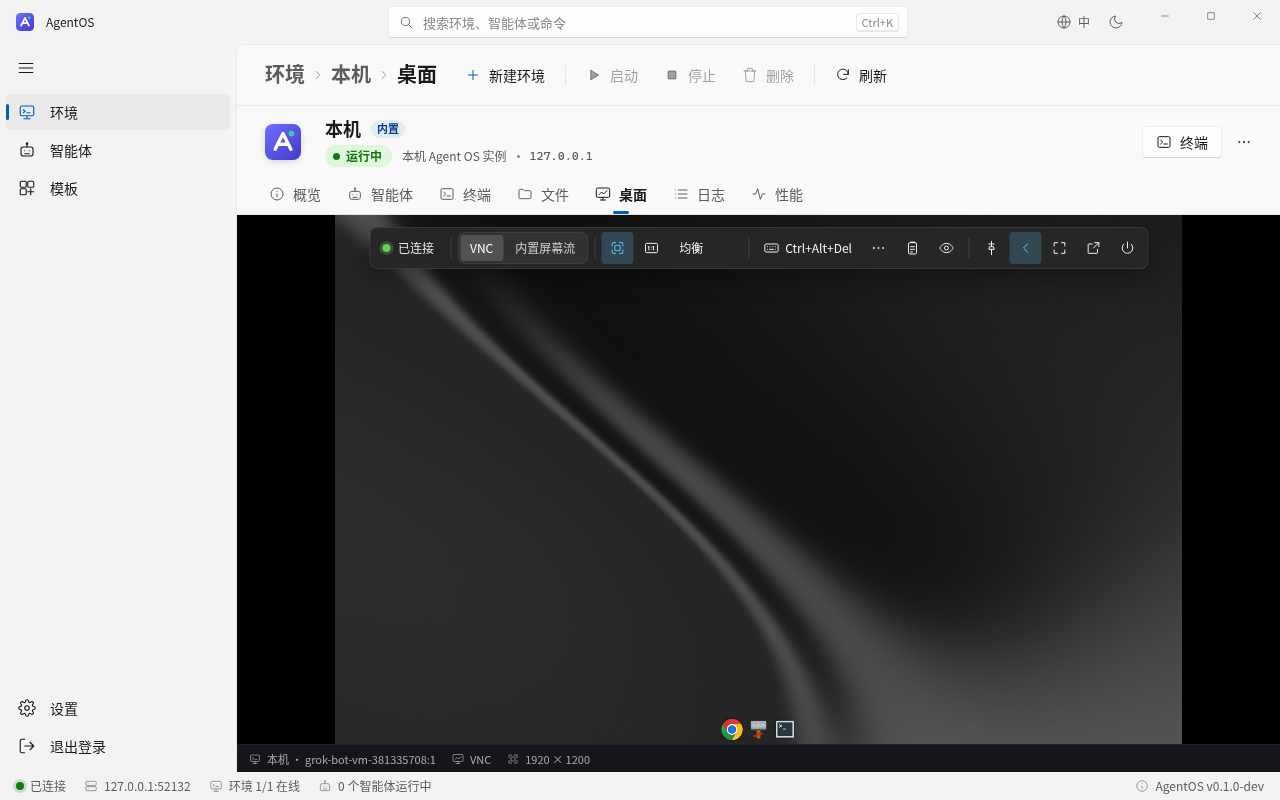 AgentOS
搜索环境、智能体或命令
Ctrl+K
中
环境
智能体
模板
设置
退出登录
环境 > 本机 > 桌面
新建环境
启动
停止
删除
刷新
本机 内置
运行中 本机 Agent OS 实例 • 127.0.0.1
终端
概览 智能体 终端 文件 桌面 日志 性能
已连接 VNC 内置屏幕流 1:1 均衡 Ctrl+Alt+Del
本机 • grok-bot-vm-381335708:1 VNC 1920 × 1200
已连接 127.0.0.1:52132 环境 1/1 在线 0 个智能体运行中 AgentOS v0.1.0-dev